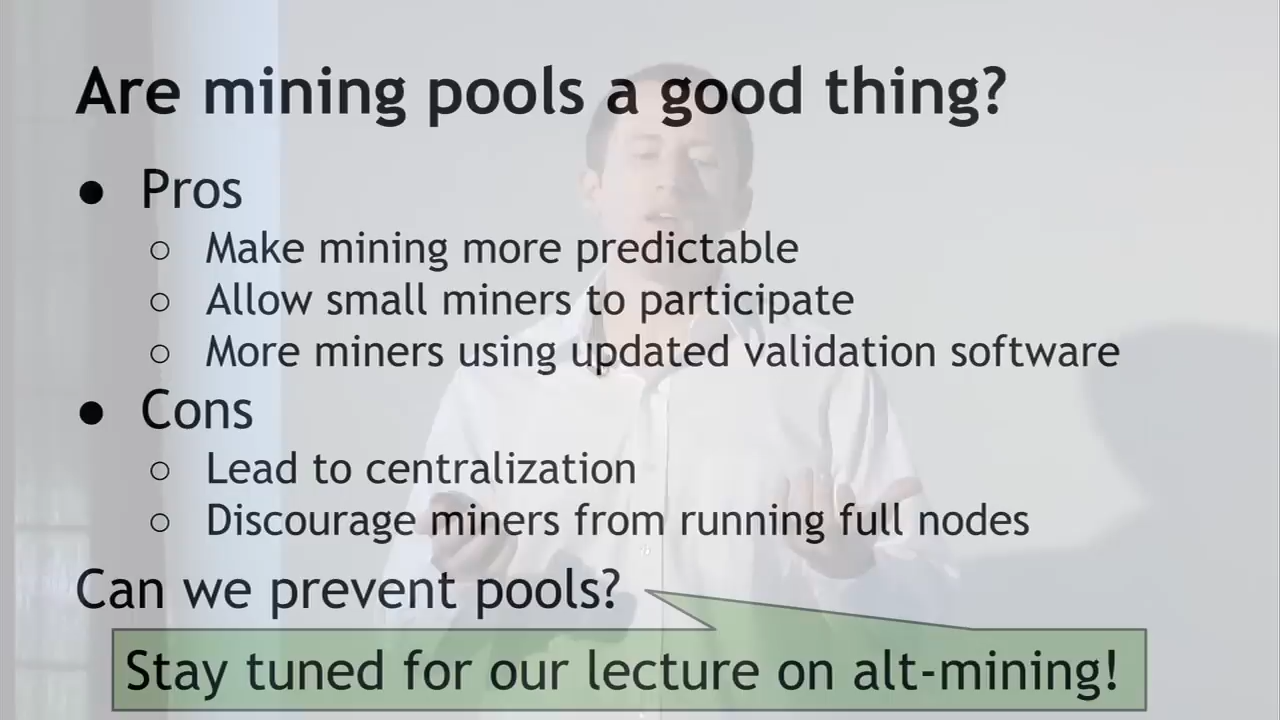 Are mining pools a good thing?
● Pros
○ Make mining more predictable
○ Allow small miners to participate
○ More miners using updated validation software
● Cons
○ Lead to centralization
○ Discourage miners from running full nodes
Can we prevent pools?
Stay tuned for our lecture on alt-mining!